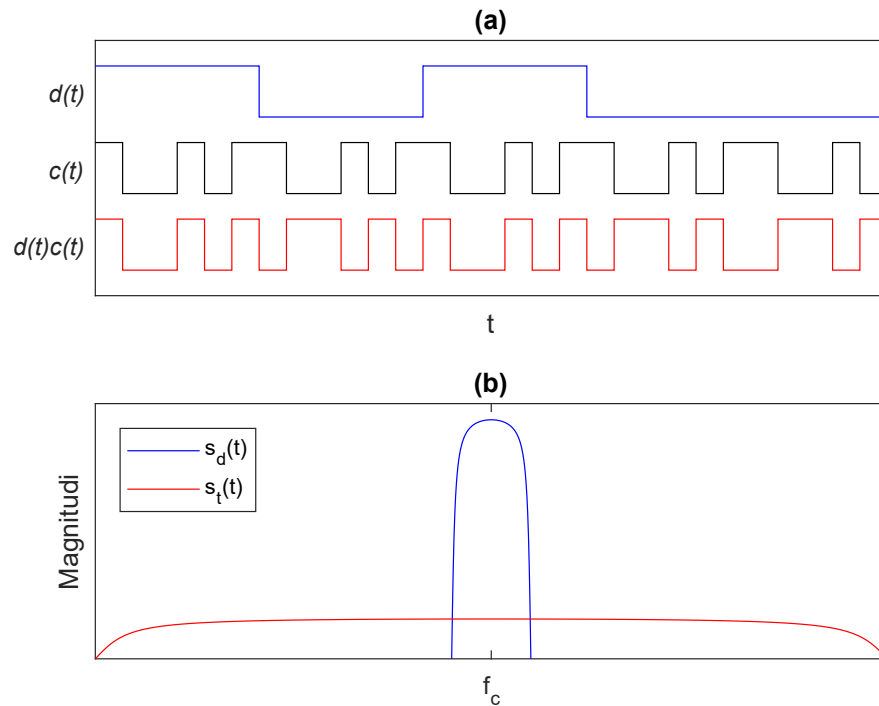 (a)
d(t)
c(t)
d(t)c(t)
t
(b)
s_d(t)
s_t(t)
Magnitudi
f_c